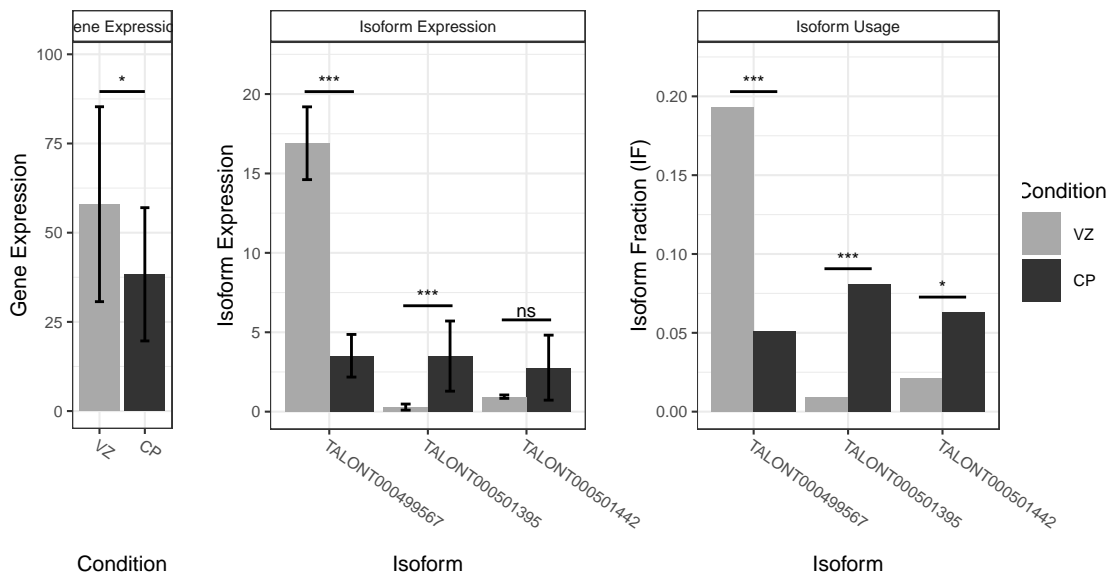 ene Expressio
Gene Expression
100
75
50
25
0
*
VZ
CP
Condition
Isoform Expression
Isoform Expression
20
15
10
5
0
***
***
ns
TALONT000499567
TALONT000501395
TALONT000501442
Isoform
Isoform Usage
Isoform Fraction (IF)
0.20
0.15
0.10
0.05
0.00
***
***
*
TALONT000499567
TALONT000501395
TALONT000501442
Isoform
Condition
VZ
CP